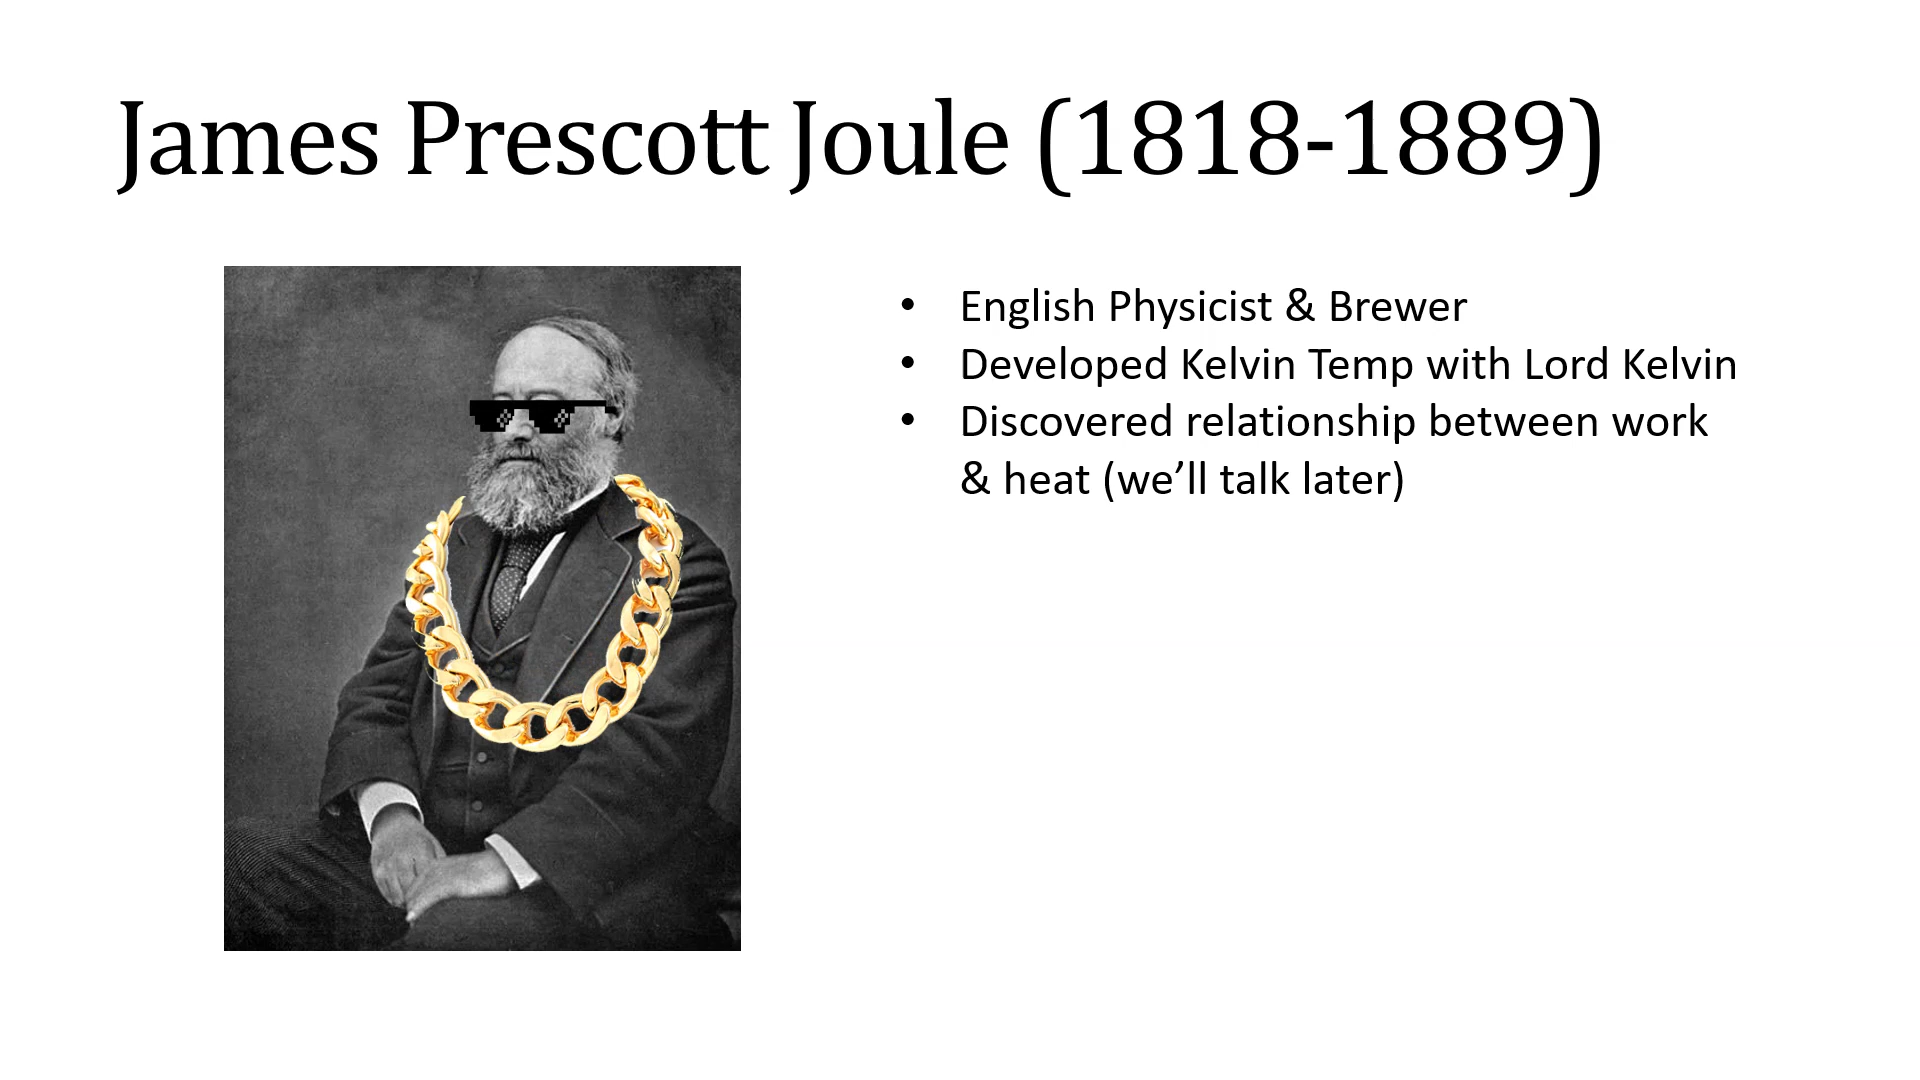 James Prescott Joule (1818-1889)
• English Physicist & Brewer
• Developed Kelvin Temp with Lord Kelvin
• Discovered relationship between work
& heat (we’ll talk later)